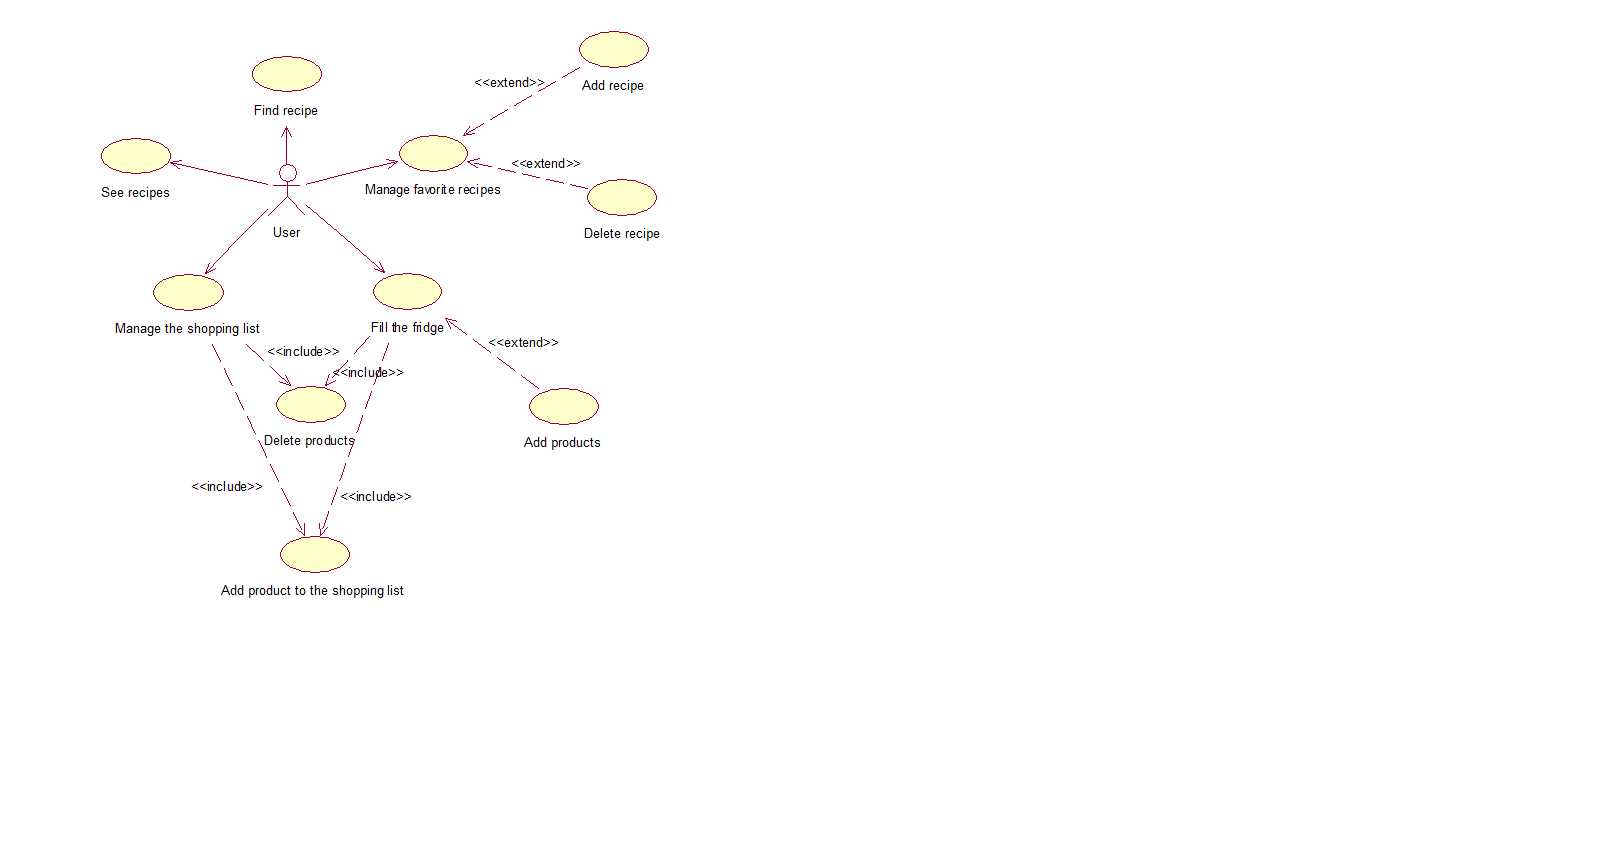 <<extend>>
Add recipe
Find recipe
<<extend>>
See recipes
Manage favorite recipes
User
Delete recipe
Manage the shopping list
Fill the fridge
<<include>>
<<extend>>
<<include>>
Delete products
Add products
<<include>>
<<include>>
Add product to the shopping list